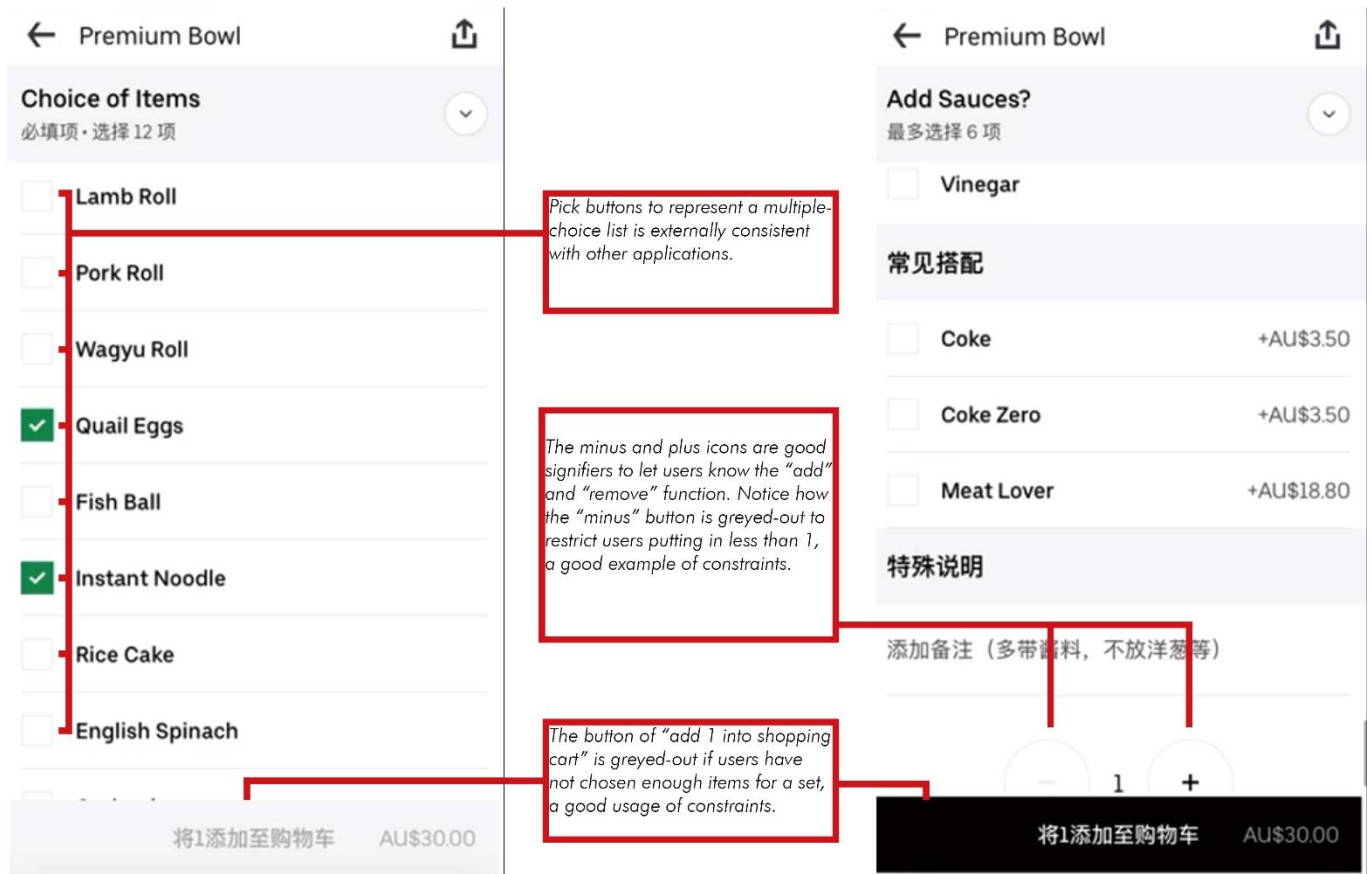 Premium Bowl
Choice of Items
必填项 • 选择 12 项
Lamb Roll
Pork Roll
Wagyu Roll
Quail Eggs
Fish Ball
Instant Noodle
Rice Cake
English Spinach
将1添加至购物车 AU$30.00
Pick buttons to represent a multiple-
choice list is externally consistent
with other applications.
The minus and plus icons are good
signifiers to let users know the “add”
and “remove” function. Notice how
the “minus” button is greyed-out to
restrict users putting in less than 1,
a good example of constraints.
The button of “add 1 into shopping
cart” is greyed-out if users have
not chosen enough items for a set,
a good usage of constraints.
Premium Bowl
Add Sauces?
最多选择 6 项
Vinegar
常见搭配
Coke +AU$3.50
Coke Zero +AU$3.50
Meat Lover +AU$18.80
特殊说明
添加备注（多带酱料，不放洋葱等）
− 1 +
将1添加至购物车 AU$30.00